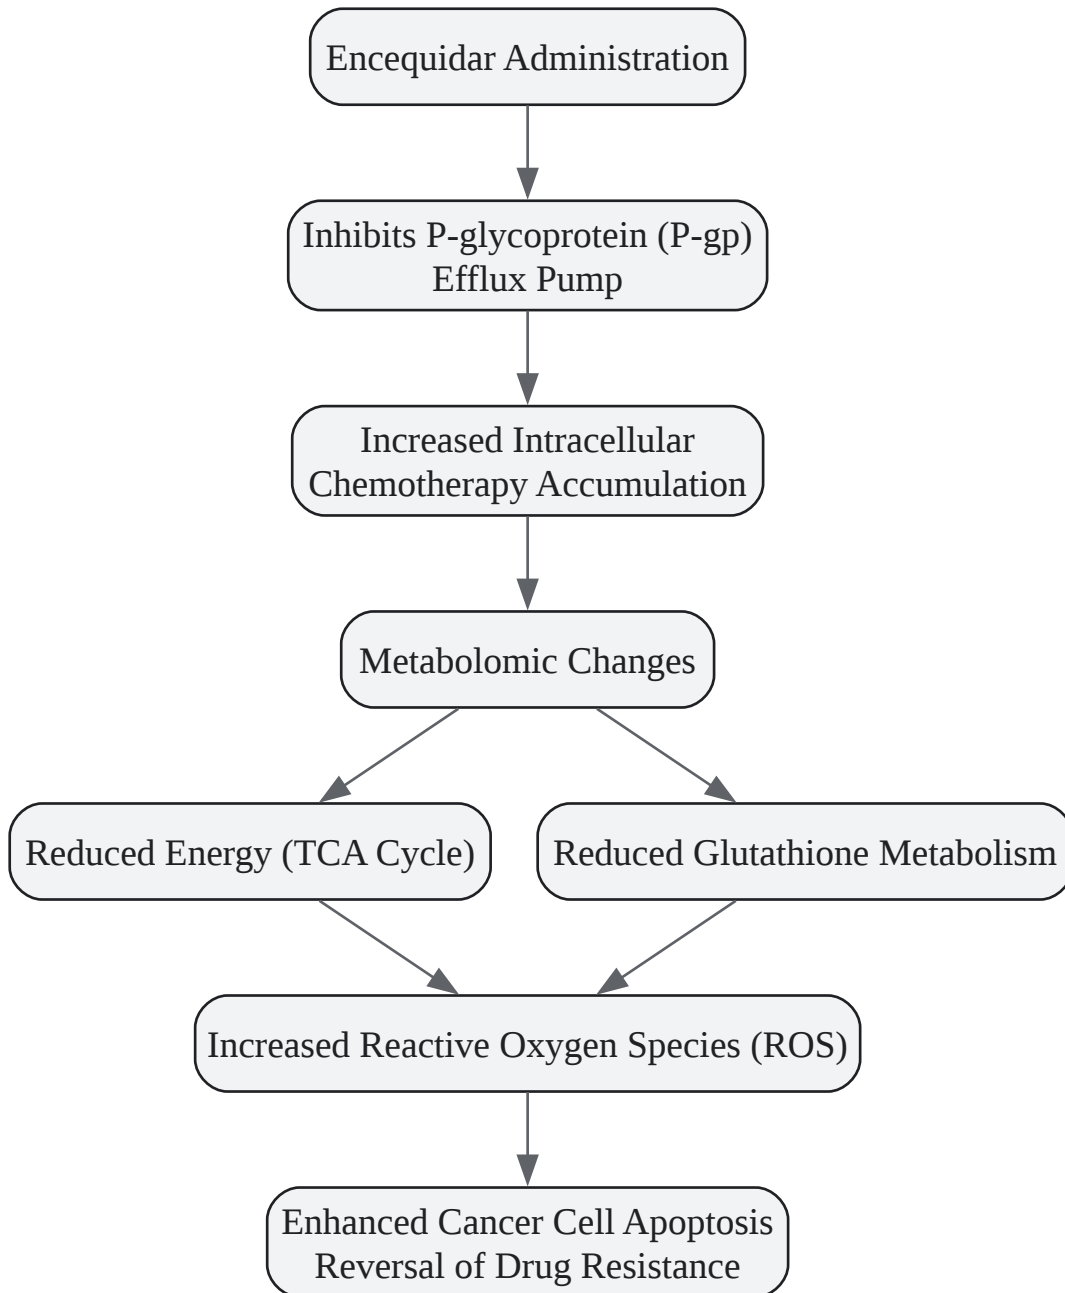 Encequidar Administration
Inhibits P-glycoprotein (P-gp)
Efflux Pump
Increased Intracellular
Chemotherapy Accumulation
Metabolomic Changes
Reduced Energy (TCA Cycle)
Reduced Glutathione Metabolism
Increased Reactive Oxygen Species (ROS)
Enhanced Cancer Cell Apoptosis
Reversal of Drug Resistance